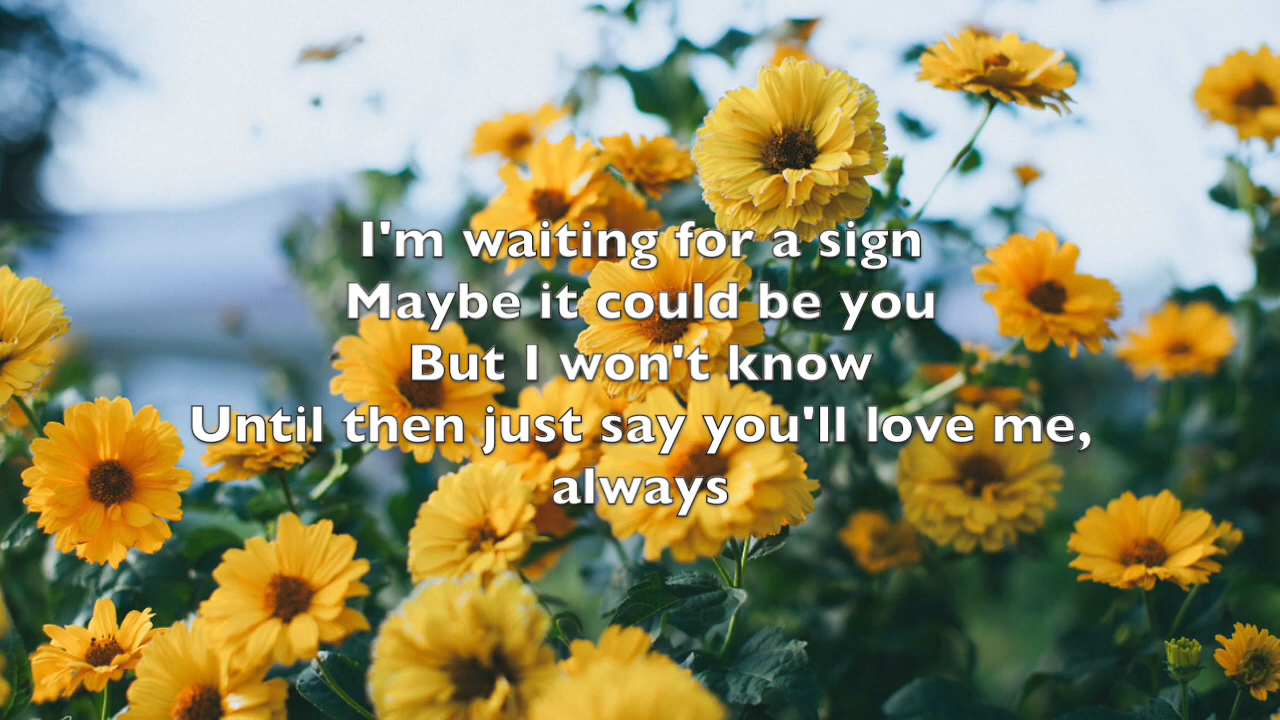 I'm waiting for a sign
Maybe it could be you
But I won't know
Until then just say you'll love me,
always